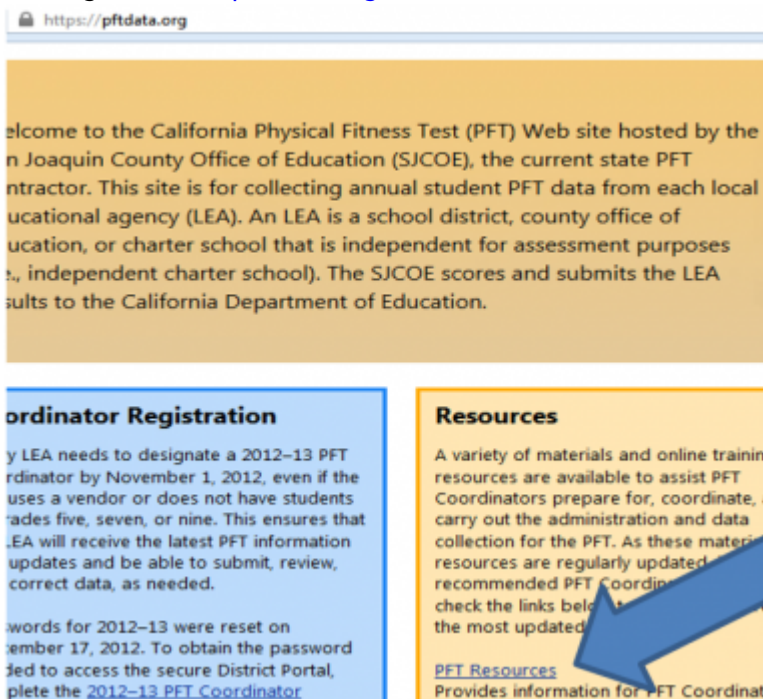 https://pftdata.org
elcome to the California Physical Fitness Test (PFT) Web site hosted by the
n Joaquin County Office of Education (SJCOE), the current state PFT
ntractor. This site is for collecting annual student PFT data from each local
ucational agency (LEA). An LEA is a school district, county office of
ucation, or charter school that is independent for assessment purposes
., independent charter school). The SJCOE scores and submits the LEA
sults to the California Department of Education.
ordinator Registration
y LEA needs to designate a 2012–13 PFT
rdinator by November 1, 2012, even if the
uses a vendor or does not have students
rades five, seven, or nine. This ensures that
LEA will receive the latest PFT information
updates and be able to submit, review,
correct data, as needed.
swords for 2012–13 were reset on
tember 17, 2012. To obtain the password
ded to access the secure District Portal,
plete the 2012–13 PFT Coordinator
Resources
A variety of materials and online trainin
resources are available to assist PFT
Coordinators prepare for, coordinate,
carry out the administration and data
collection for the PFT. As these materi
resources are regularly updated
recommended PFT Coordin
check the links belo
the most updated
PFT Resources
Provides information for PFT Coordinat